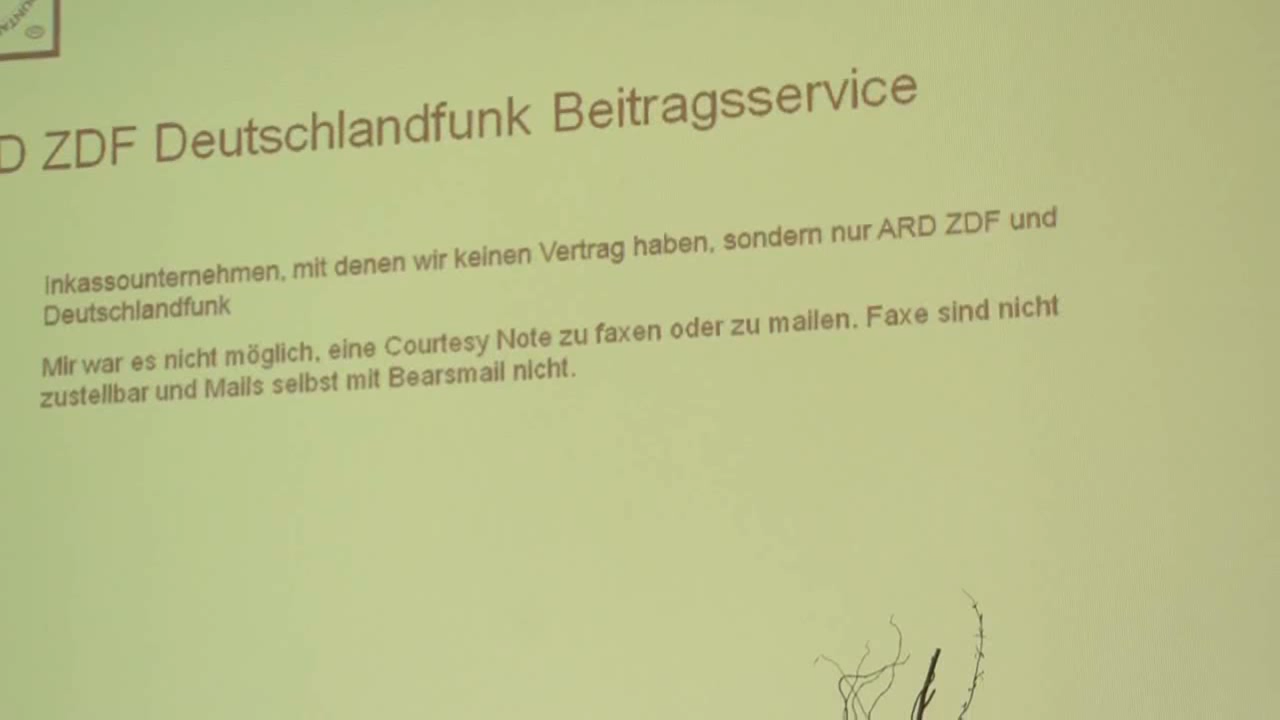 D ZDF Deutschlandfunk Beitragsservice
Inkassounternehmen, mit denen wir keinen Vertrag haben, sondern nur ARD ZDF und
Deutschlandfunk
Mir war es nicht möglich, eine Courtesy Note zu faxen oder zu mailen. Faxe sind nicht
zustellbar und Mails selbst mit Bearsmail nicht.